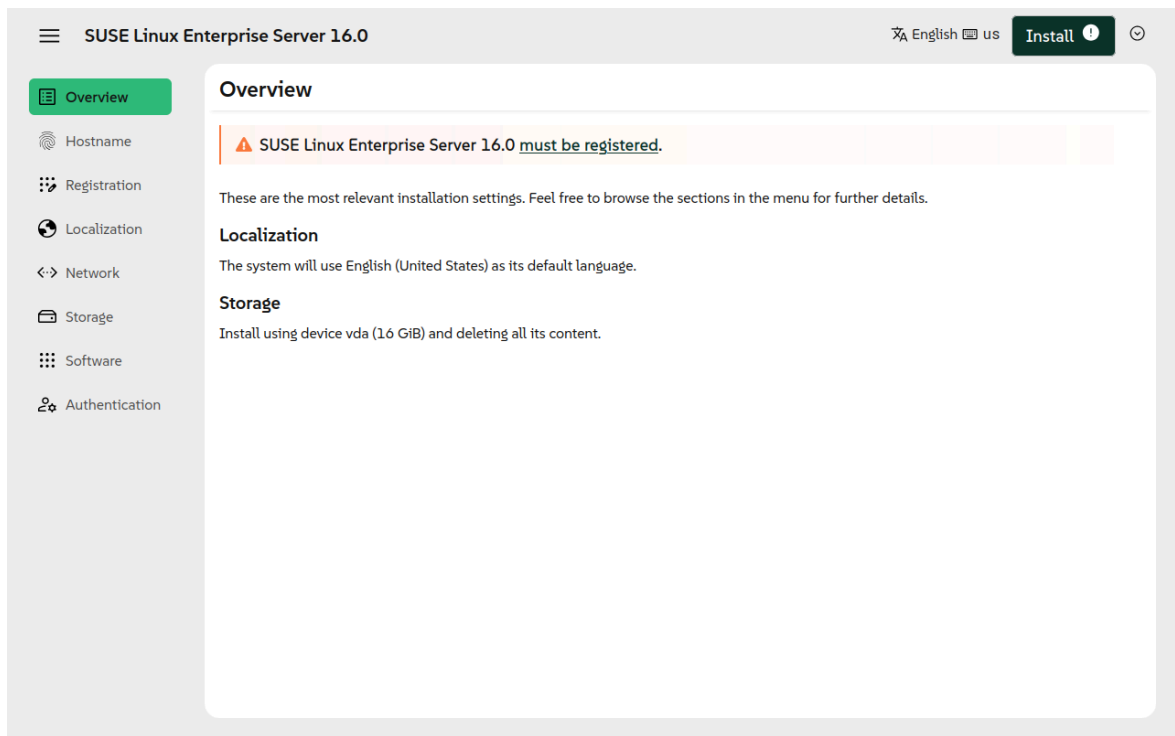 SUSE Linux Enterprise Server 16.0
English us
Install
Overview
Hostname
Registration
Localization
Network
Storage
Software
Authentication
Overview
SUSE Linux Enterprise Server 16.0 must be registered.
These are the most relevant installation settings. Feel free to browse the sections in the menu for further details.
Localization
The system will use English (United States) as its default language.
Storage
Install using device vda (16 GiB) and deleting all its content.